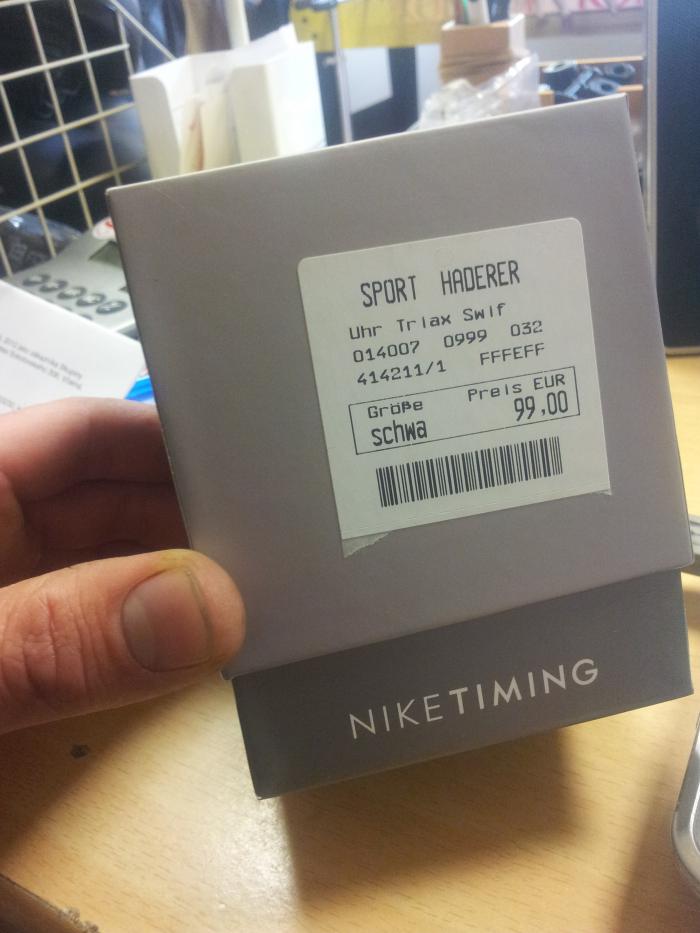 SPORT HADERER
Uhr Triax Swif
014007 0999 032
414211/1 FFFEFF
Größe Preis EUR
schwa 99,00
NIKETIMING